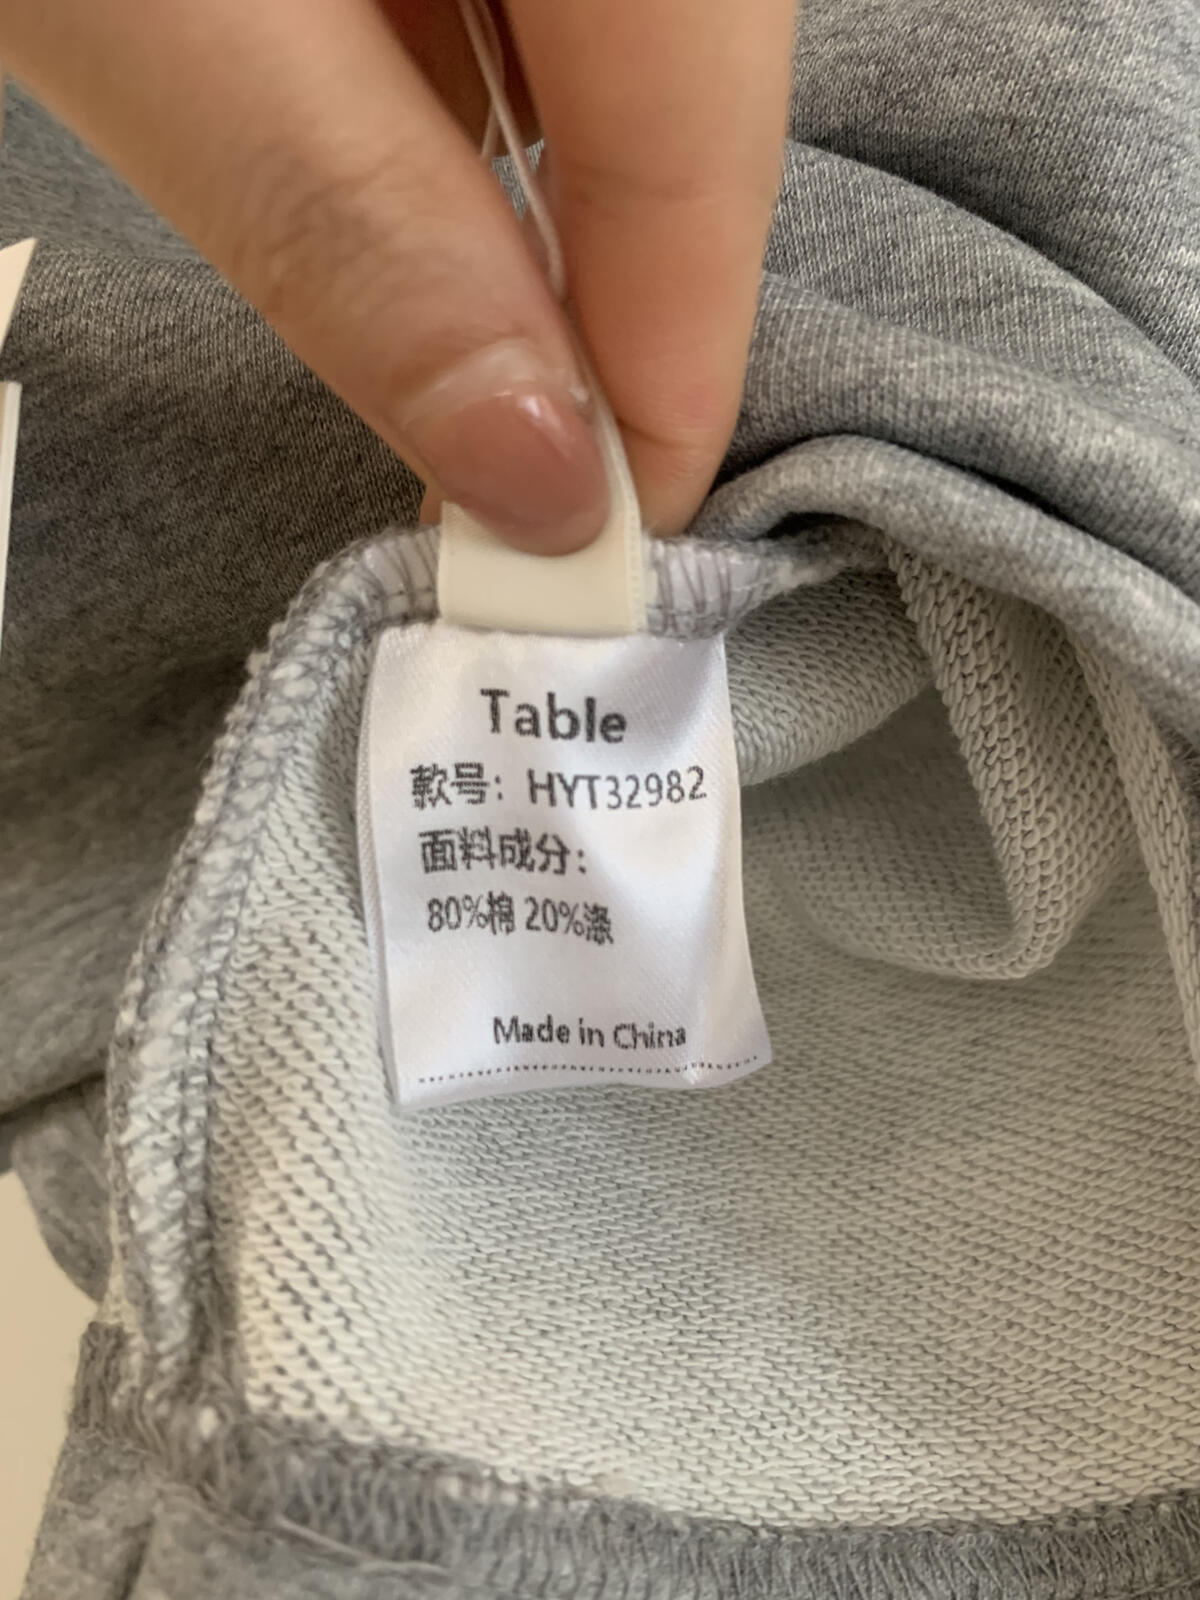 Table
款号：HYT32982
面料成分：
80%棉 20%涤
Made in China